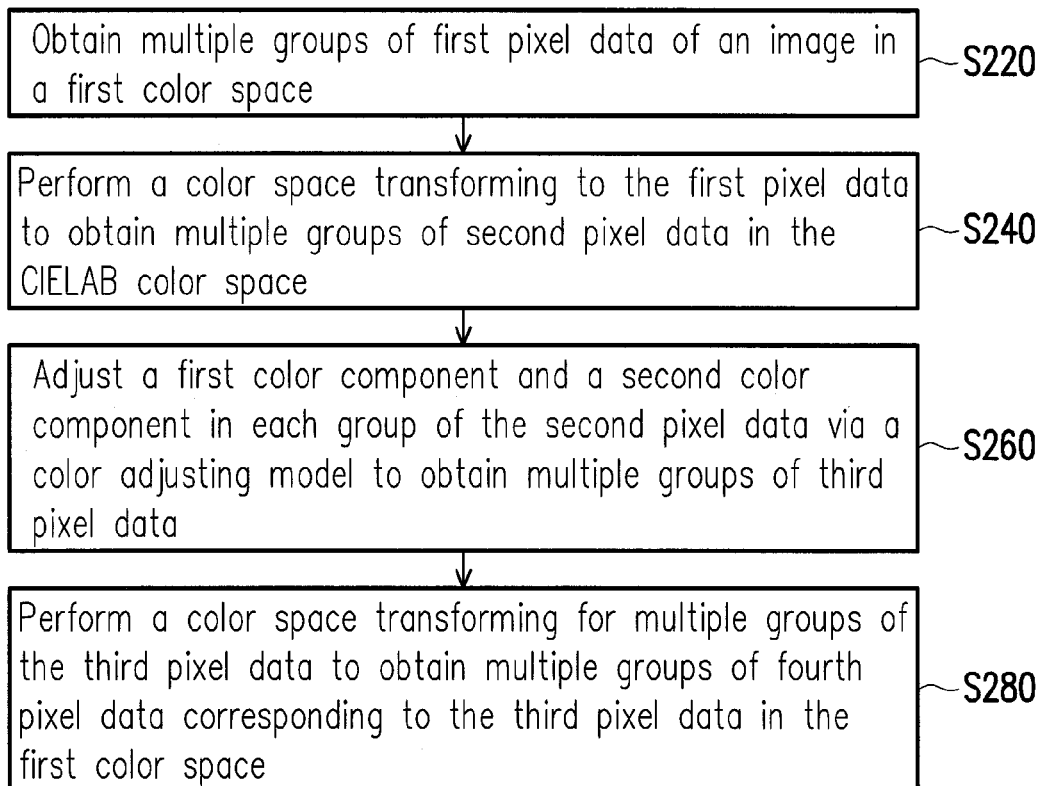 Obtain multiple groups of first pixel data of an image in
a first color space
S220
Perform a color space transforming to the first pixel data
to obtain multiple groups of second pixel data in the
CIELAB color space
S240
Adjust a first color component and a second color
component in each group of the second pixel data via a
color adjusting model to obtain multiple groups of third
pixel data
S260
Perform a color space transforming for multiple groups of
the third pixel data to obtain multiple groups of fourth
pixel data corresponding to the third pixel data in the
first color space
S280